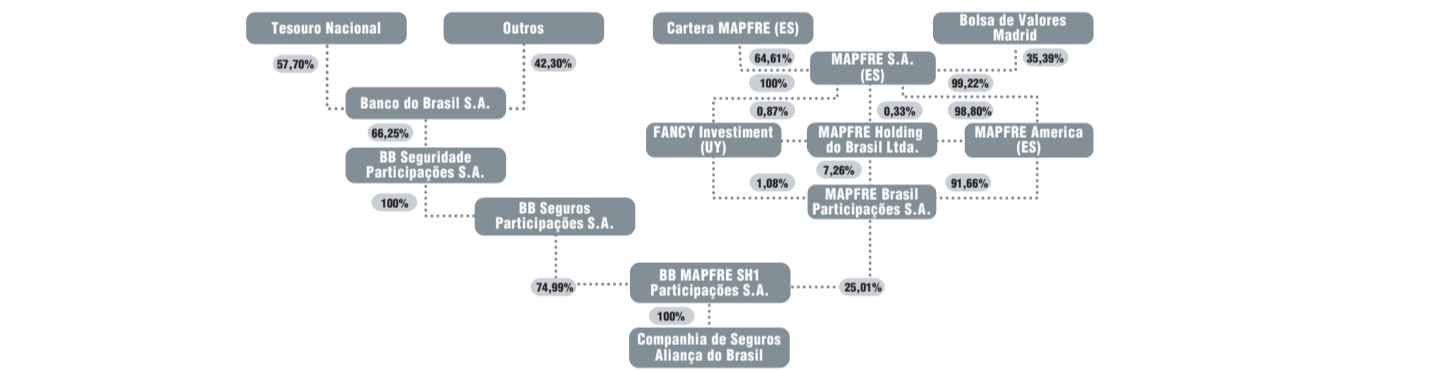 Tesouro Nacional
Outros
Cartera MAPFRE (ES)
Bolsa de Valores
Madrid
57,70%
42,30%
64,61%
MAPFRE S.A.
(ES)
35,39%
100%
99,22%
Banco do Brasil S.A.
0,87%
0,33%
98,80%
66,25%
FANCY Investiment
(UY)
MAPFRE Holding
do Brasil Ltda.
MAPFRE America
(ES)
BB Seguridade
Participações S.A.
7,26%
1,08%
91,66%
100%
MAPFRE Brasil
Participações S.A.
BB Seguros
Participações S.A.
74,99%
BB MAPFRE SH1
Participações S.A.
25,01%
100%
Companhia de Seguros
Aliança do Brasil